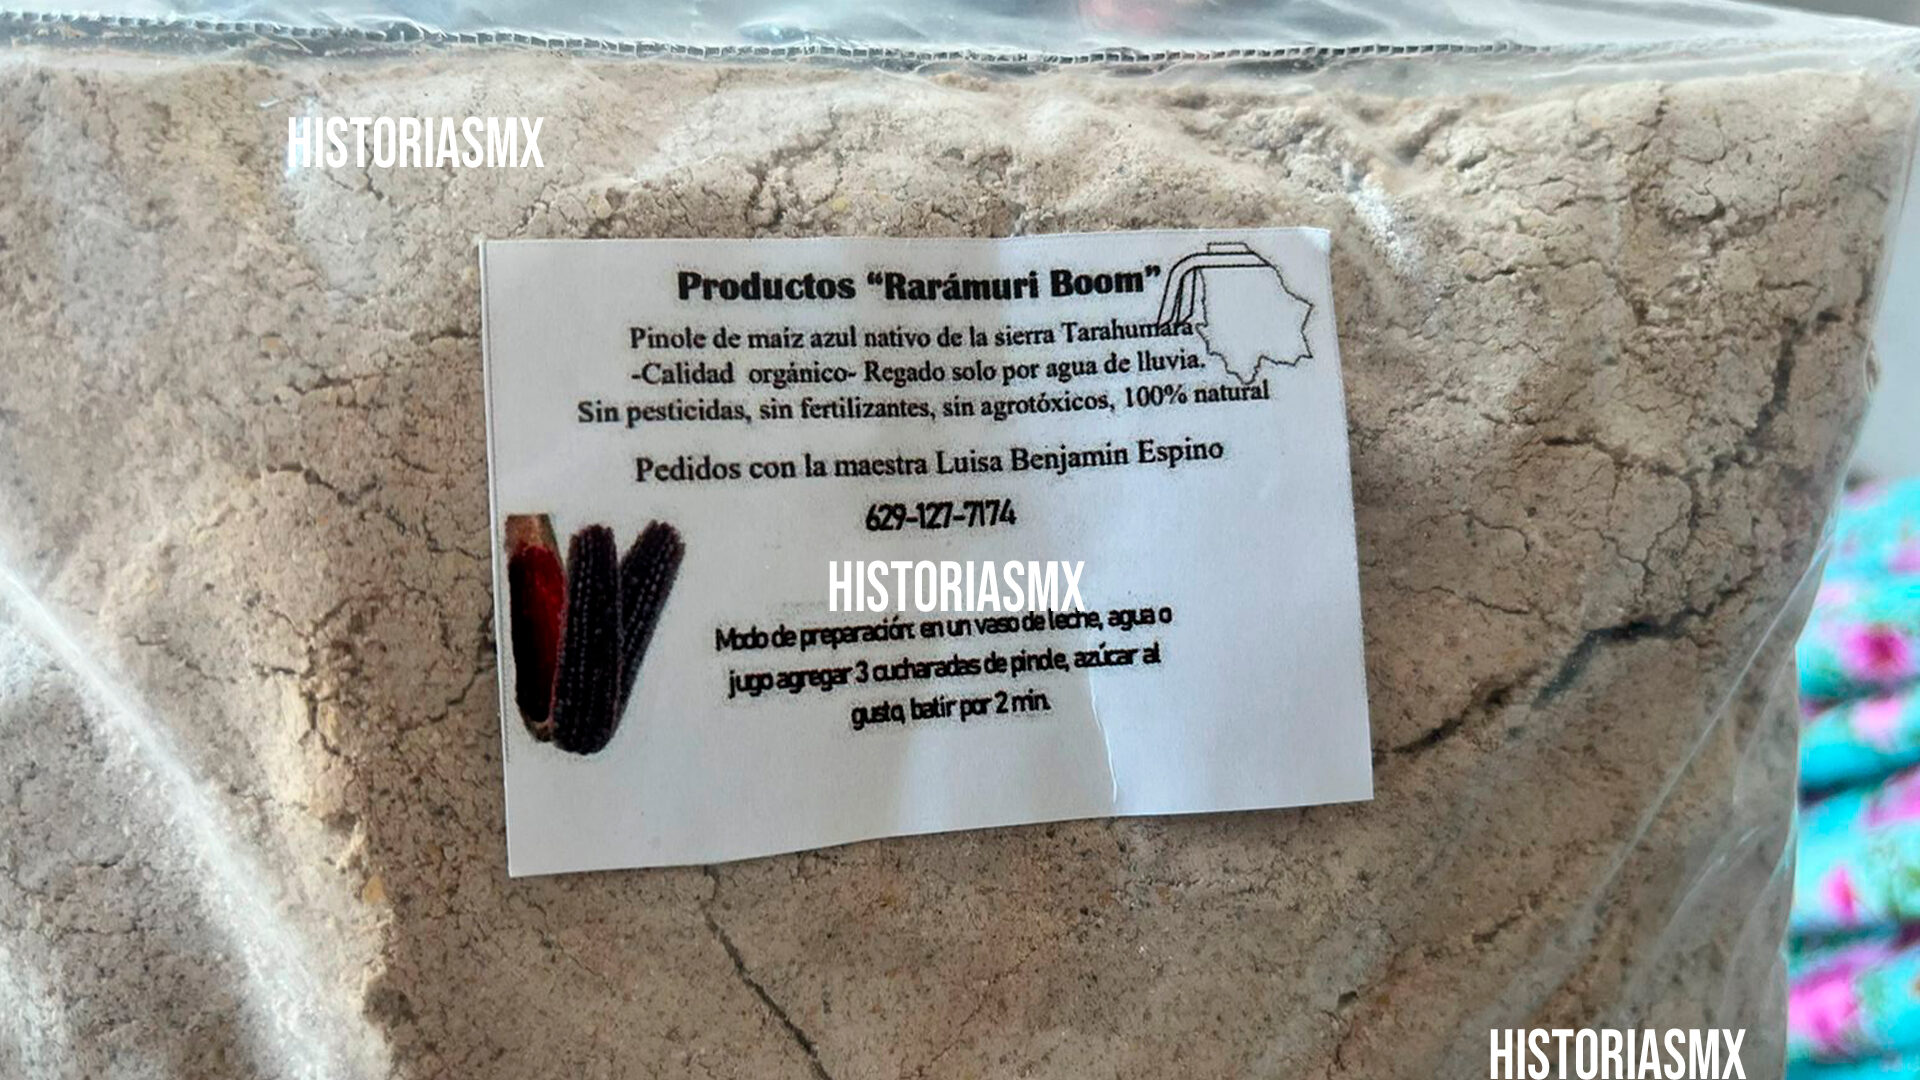 HISTORIASMX
Productos “Rarámuri Boom”
Pinole de maíz azul nativo de la sierra Tarahumara
-Calidad orgánico- Regado solo por agua de lluvia.
Sin pesticidas, sin fertilizantes, sin agrotóxicos, 100% natural
Pedidos con la maestra Luisa Benjamin Espino
629-127-7174
HISTORIASMX
Modo de preparación: en un vaso de leche, agua o
jugo agregar 3 cucharadas de pinole, azúcar al
gusto, batir por 2 min.
HISTORIASMX